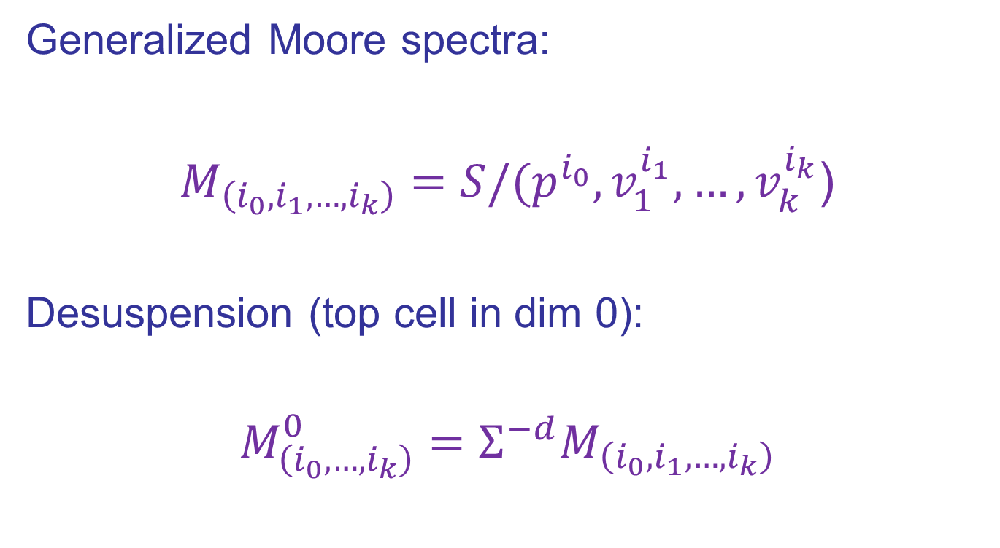 Generalized Moore spectra:
𝑀_(𝑖_0,𝑖_1,…,𝑖_𝑘) = 𝑆/(𝑝^{𝑖_0}, 𝑣_1^{𝑖_1}, … , 𝑣_𝑘^{𝑖_𝑘})
Desuspension (top cell in dim 0):
𝑀^0_(𝑖_0,…,𝑖_𝑘) = Σ^{−𝑑}𝑀_(𝑖_0,𝑖_1,…,𝑖_𝑘)